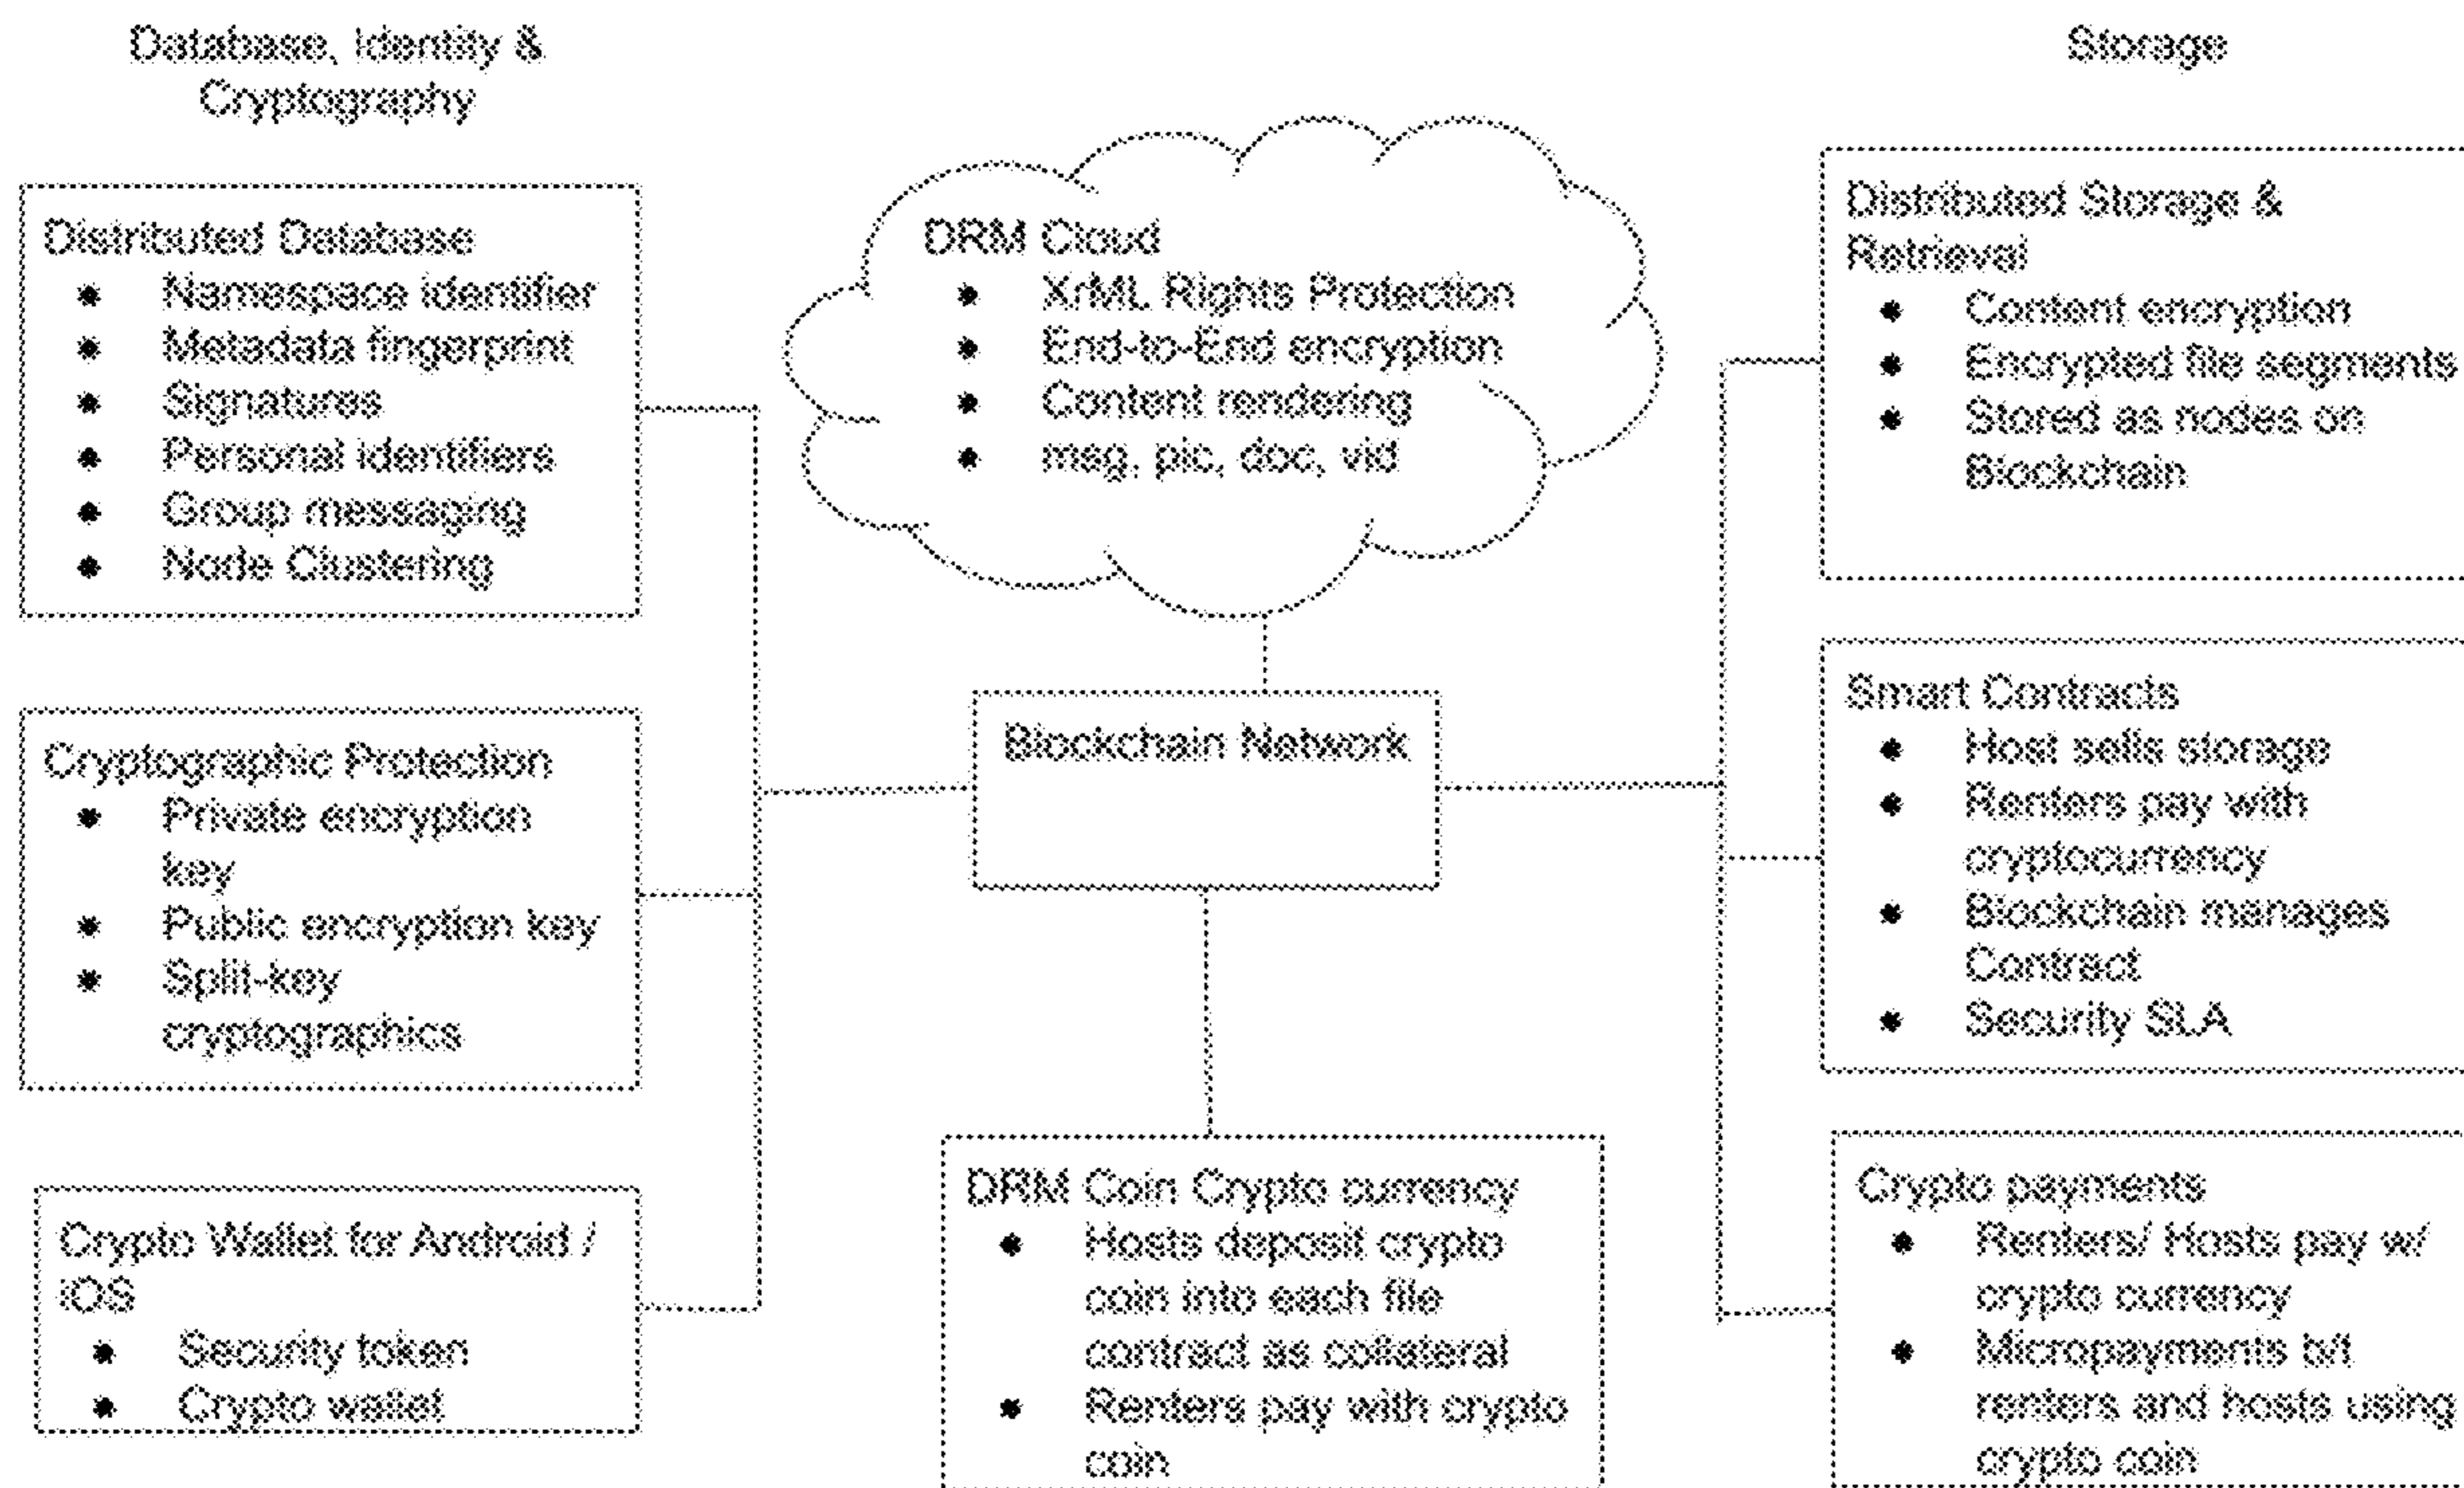 Database, Identity &
Cryptography
Distributed Database
* Namespace identifier
* Metadata fingerprint
* Signatures
* Personal identifiers
* Group messaging
* Node Clustering
Cryptographic Protection
* Private encryption
key
* Public encryption key
* Split-key
cryptographics
Crypto Wallet for Android /
iOS
* Security token
* Crypto wallet
DRM Cloud
* XrML Rights Protection
* End-to-End encryption
* Content rendering
* msg, pic, doc, vid
Blockchain Network
DRM Coin Crypto currency
* Hosts deposit crypto
coin into each file
contract as collateral
* Renters pay with crypto
coin
Storage
Distributed Storage &
Retrieval
* Content encryption
* Encrypted file segments
* Stored as nodes on
Blockchain
Smart Contracts
* Host sells storage
* Renters pay with
cryptocurrency
* Blockchain manages
Contract
* Security SLA
Crypto payments
* Renters/ Hosts pay w/
crypto currency
* Micropayments b/t
renters and hosts using
crypto coin